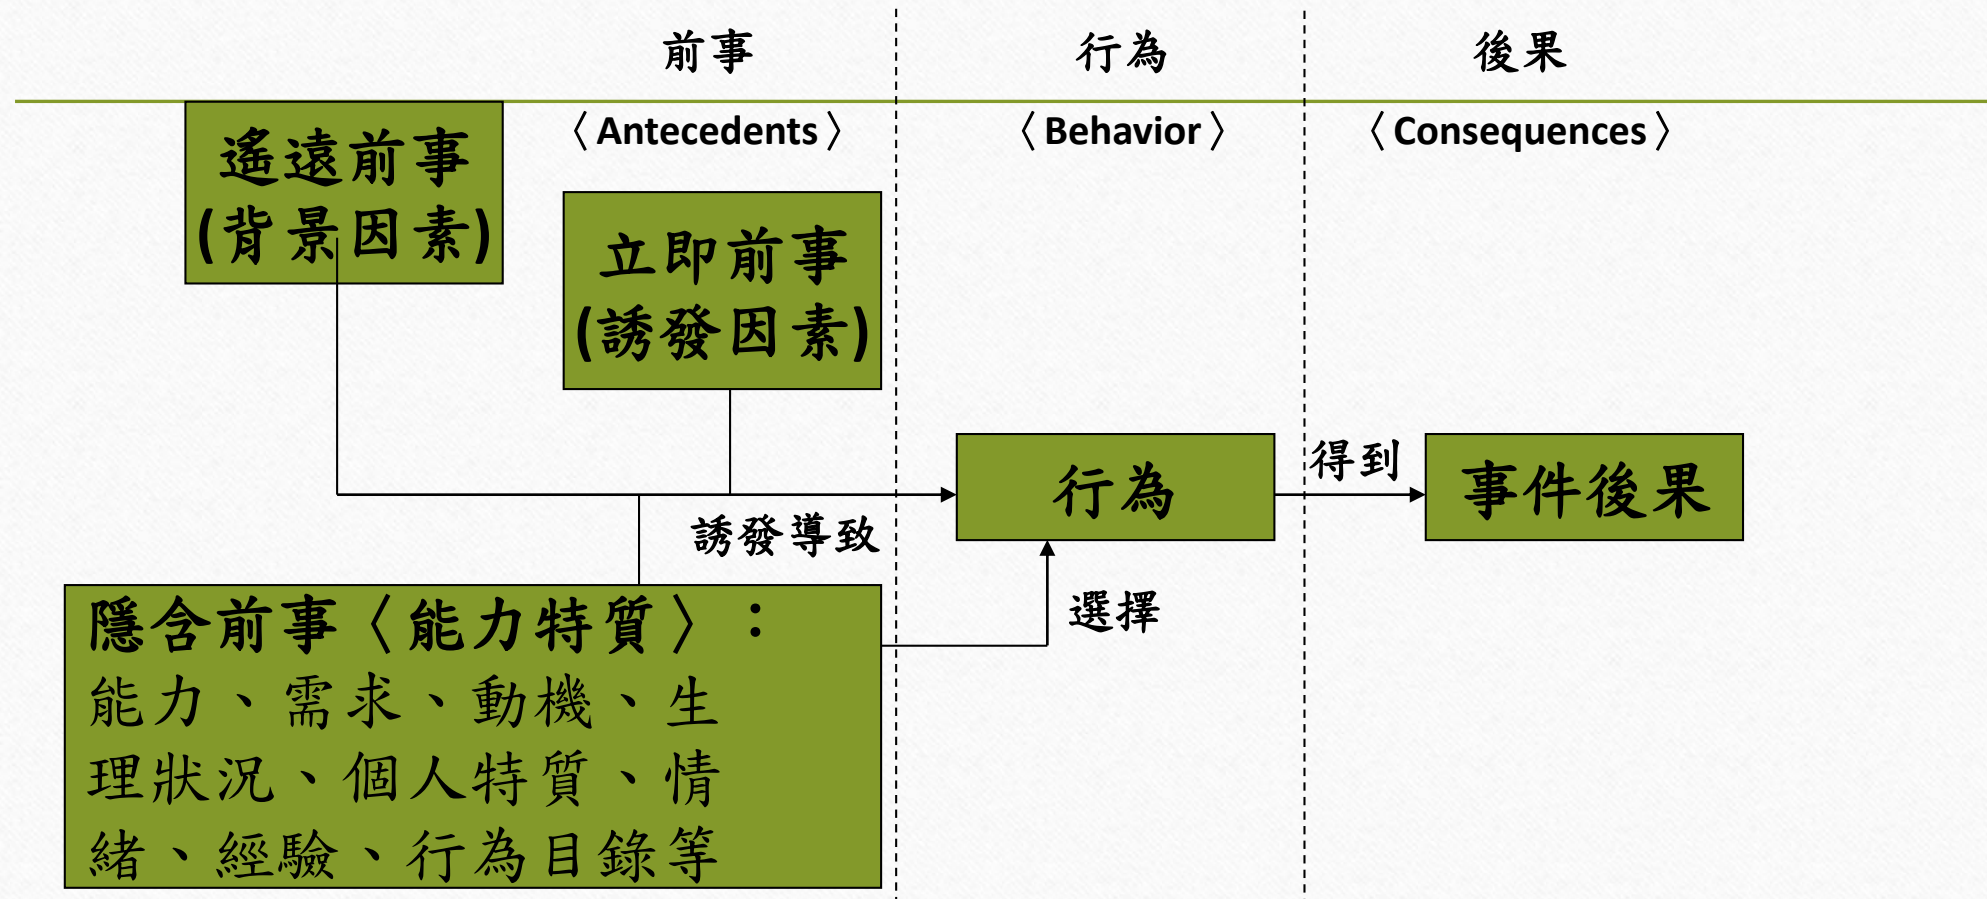 前事
行為
後果
〈Antecedents〉
〈Behavior〉
〈Consequences〉
遙遠前事
(背景因素)
立即前事
(誘發因素)
行為
得到
事件後果
誘發導致
選擇
隱含前事〈能力特質〉：
能力、需求、動機、生
理狀況、個人特質、情
緒、經驗、行為目錄等